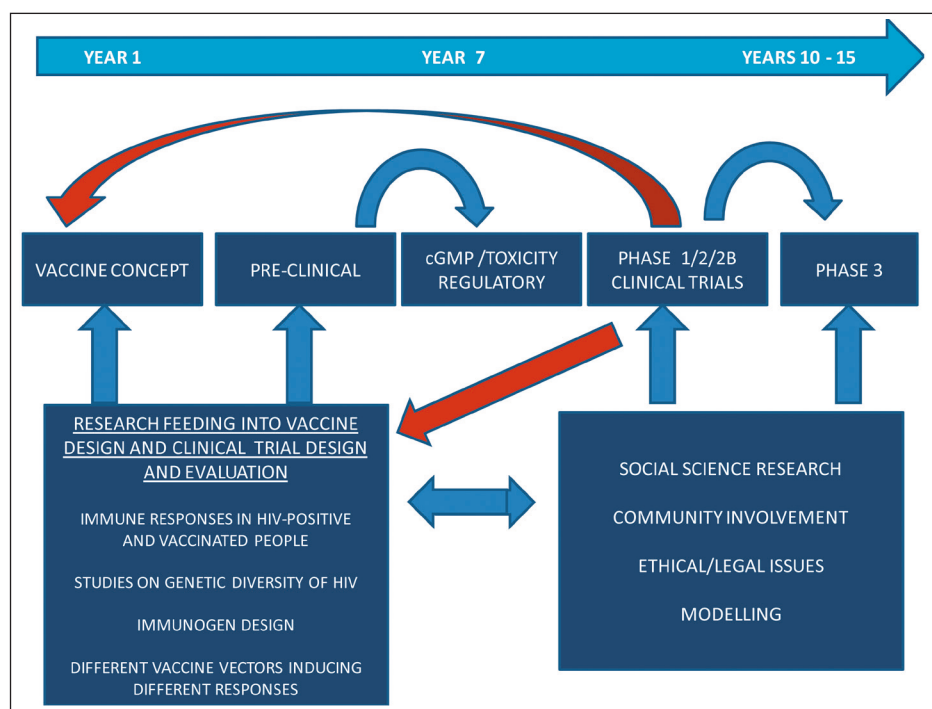 YEAR 1
YEAR 7
YEARS 10 - 15
VACCINE CONCEPT
PRE-CLINICAL
cGMP /TOXICITY
REGULATORY
PHASE 1/2/2B
CLINICAL TRIALS
PHASE 3
RESEARCH FEEDING INTO VACCINE
DESIGN AND CLINICAL TRIAL DESIGN
AND EVALUATION
IMMUNE RESPONSES IN HIV-POSITIVE
AND VACCINATED PEOPLE
STUDIES ON GENETIC DIVERSITY OF HIV
IMMUNOGEN DESIGN
DIFFERENT VACCINE VECTORS INDUCING
DIFFERENT RESPONSES
SOCIAL SCIENCE RESEARCH
COMMUNITY INVOLVEMENT
ETHICAL/LEGAL ISSUES
MODELLING